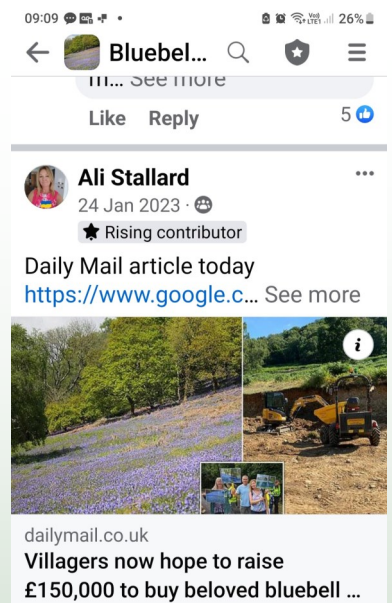 09:09
26%
Bluebel...
m... See more
Like Reply
5
Ali Stallard
24 Jan 2023 ·
Rising contributor
Daily Mail article today
https://www.google.c... See more
dailymail.co.uk
Villagers now hope to raise
£150,000 to buy beloved bluebell ...